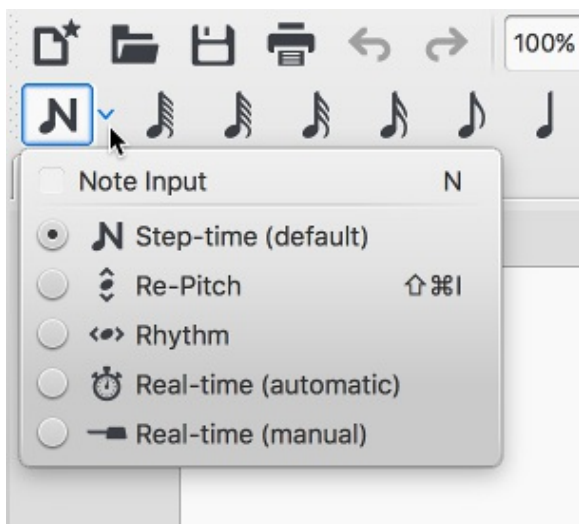 100%
Note Input N
Step-time (default)
Re-Pitch ⇧⌘I
Rhythm
Real-time (automatic)
Real-time (manual)